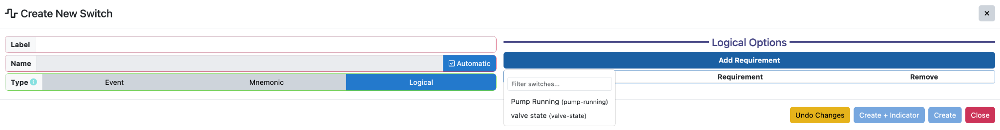 Create New Switch
×
Label
Name
Automatic
Type
Event
Mnemonic
Logical
Logical Options
Add Requirement
Requirement
Remove
Filter switches...
Pump Running (pump-running)
valve state (valve-state)
Undo Changes
Create + Indicator
Create
Close